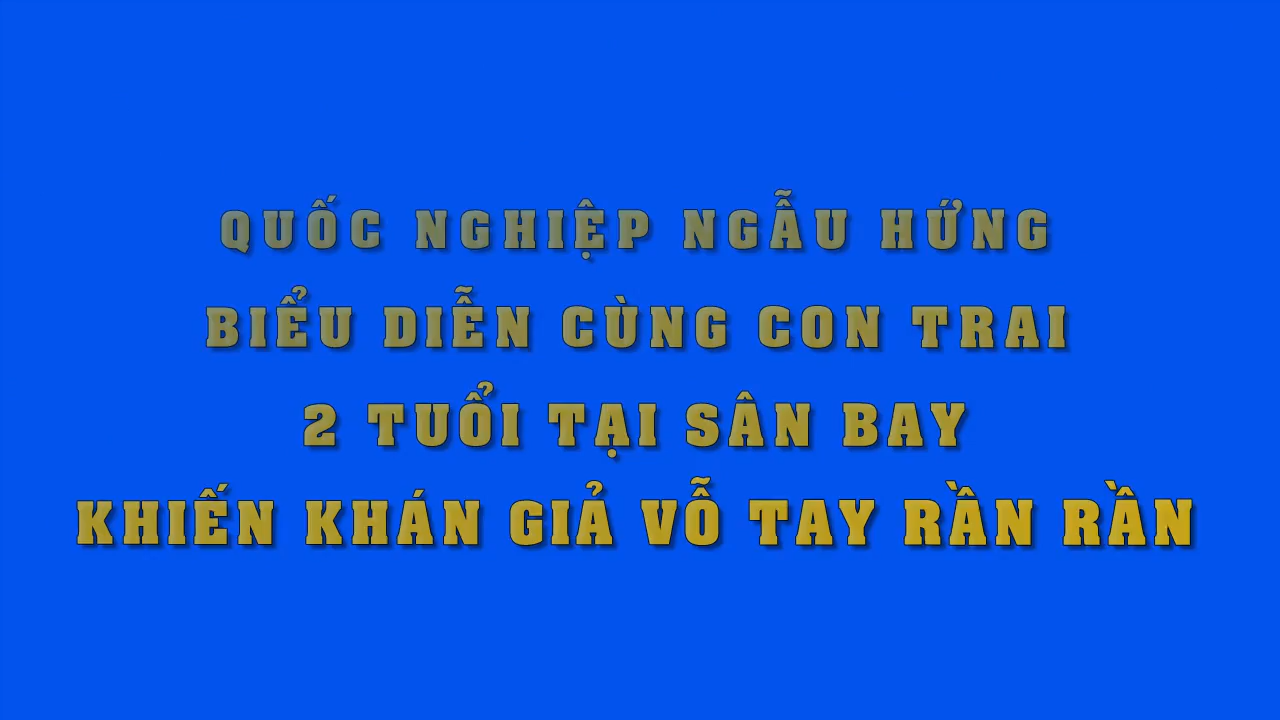 QUỐC NGHIỆP NGẪU HỨNG
BIỂU DIỄN CÙNG CON TRAI
2 TUỔI TẠI SÂN BAY
KHIẾN KHÁN GIẢ VỖ TAY RẦN RẦN